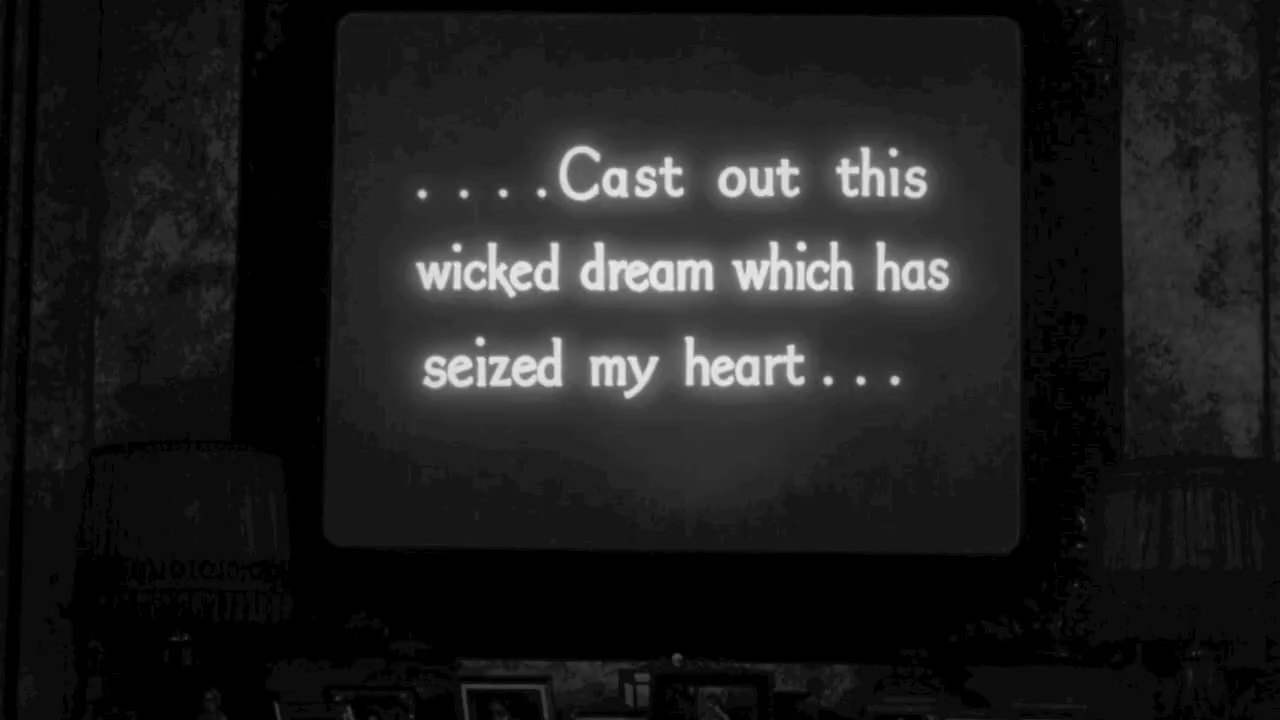 . . . . Cast out this
wicked dream which has
seized my heart . . .